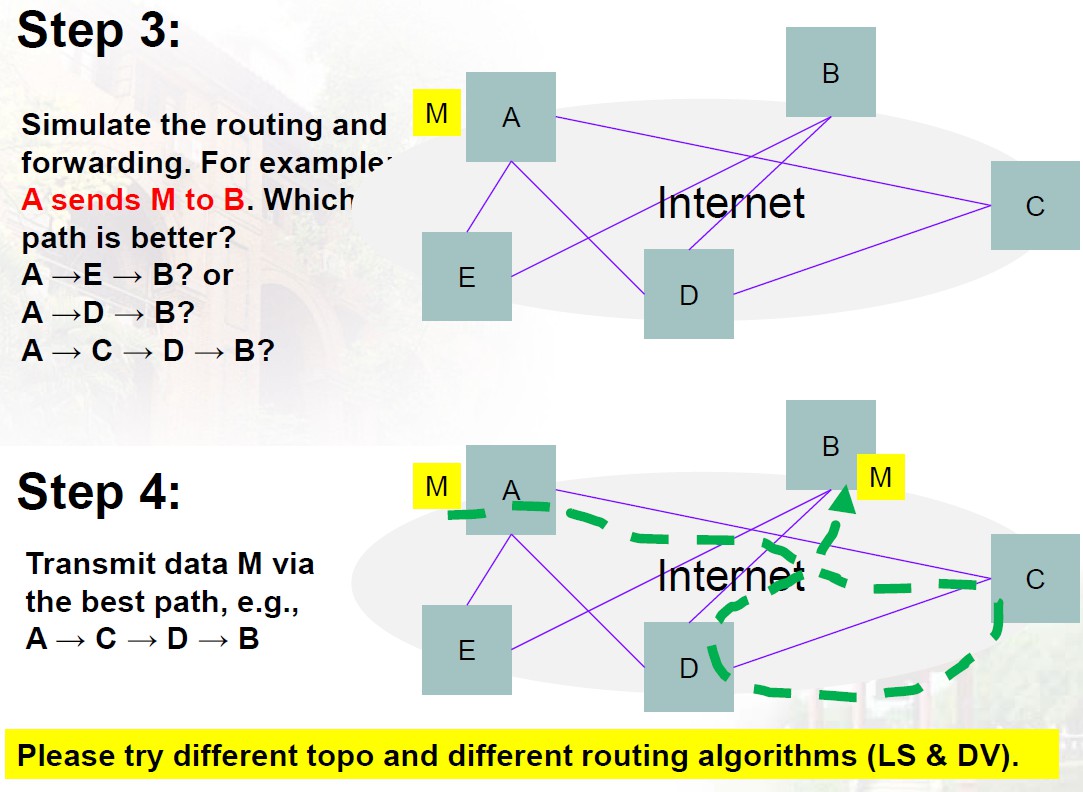 Step 3:
Simulate the routing and
forwarding. For example:
A sends M to B. Which
path is better?
A →E → B? or
A →D → B?
A → C → D → B?
M
A
B
Internet
C
E
D
Step 4:
Transmit data M via
the best path, e.g.,
A → C → D → B
M
A
B
M
Internet
C
E
D
Please try different topo and different routing algorithms (LS & DV).